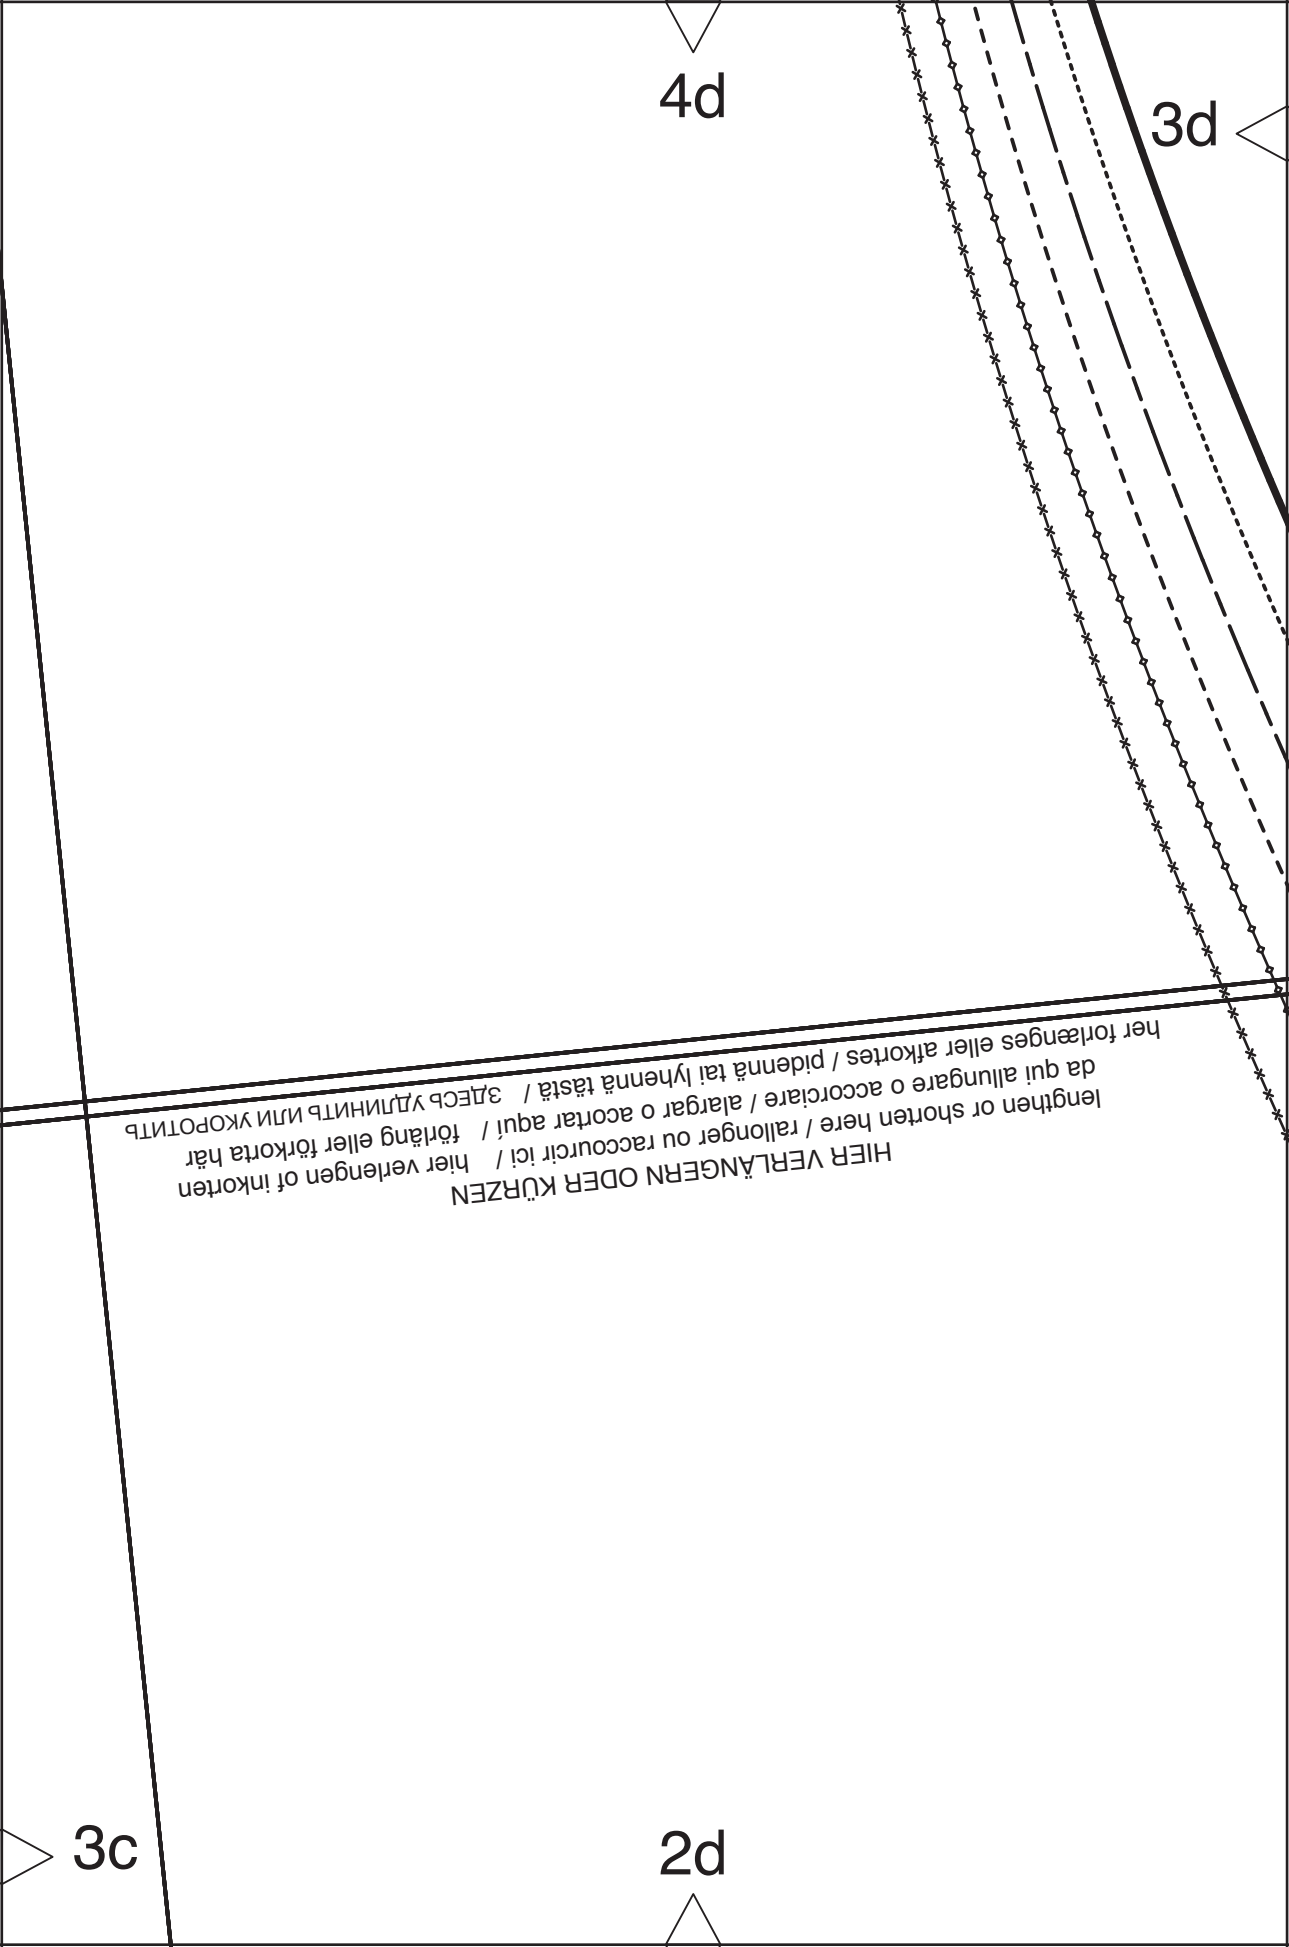 4d
3d
HIER VERLÄNGERN ODER KÜRZEN
lengthen or shorten here / rallonger ou raccourcir ici / hier verlengen of inkorten
da qui allungare o accorciare / alargar o acortar aquí / förläng eller förkorta här
her forlænges eller afkortes / pidennä tai lyhennä tästä / ЗДЕСЬ УДЛИНИТЬ ИЛИ УКОРОТИТЬ
3c
2d